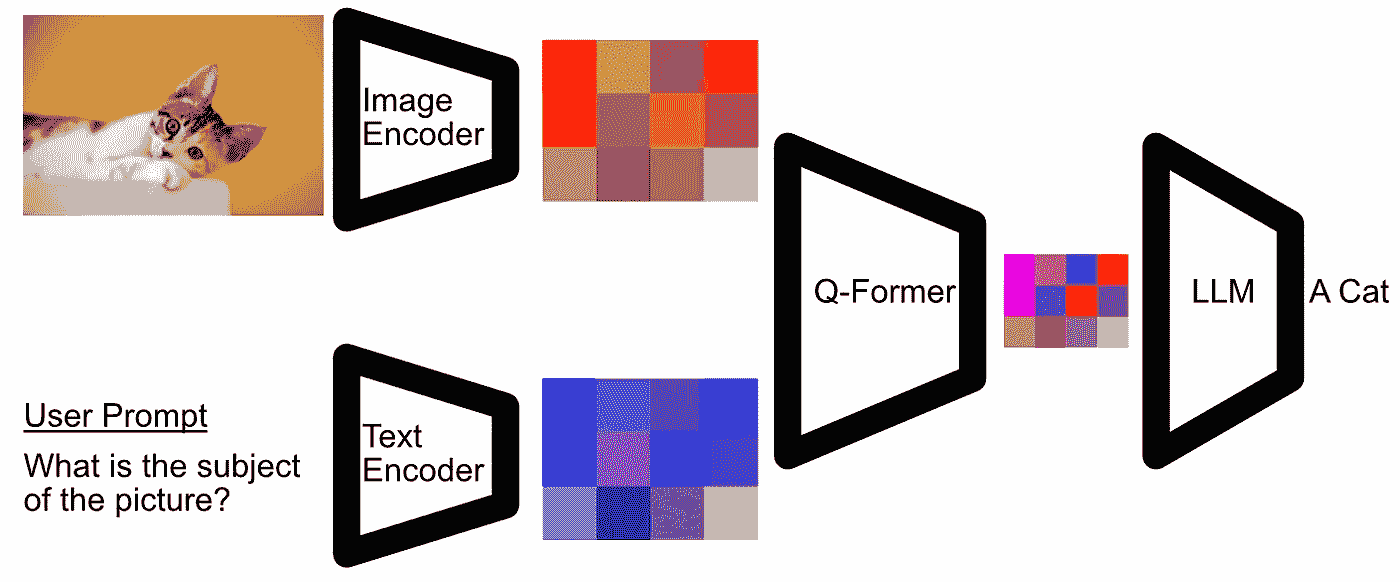 Image
Encoder
Q-Former
LLM
A Cat
User Prompt
What is the subject
of the picture?
Text
Encoder